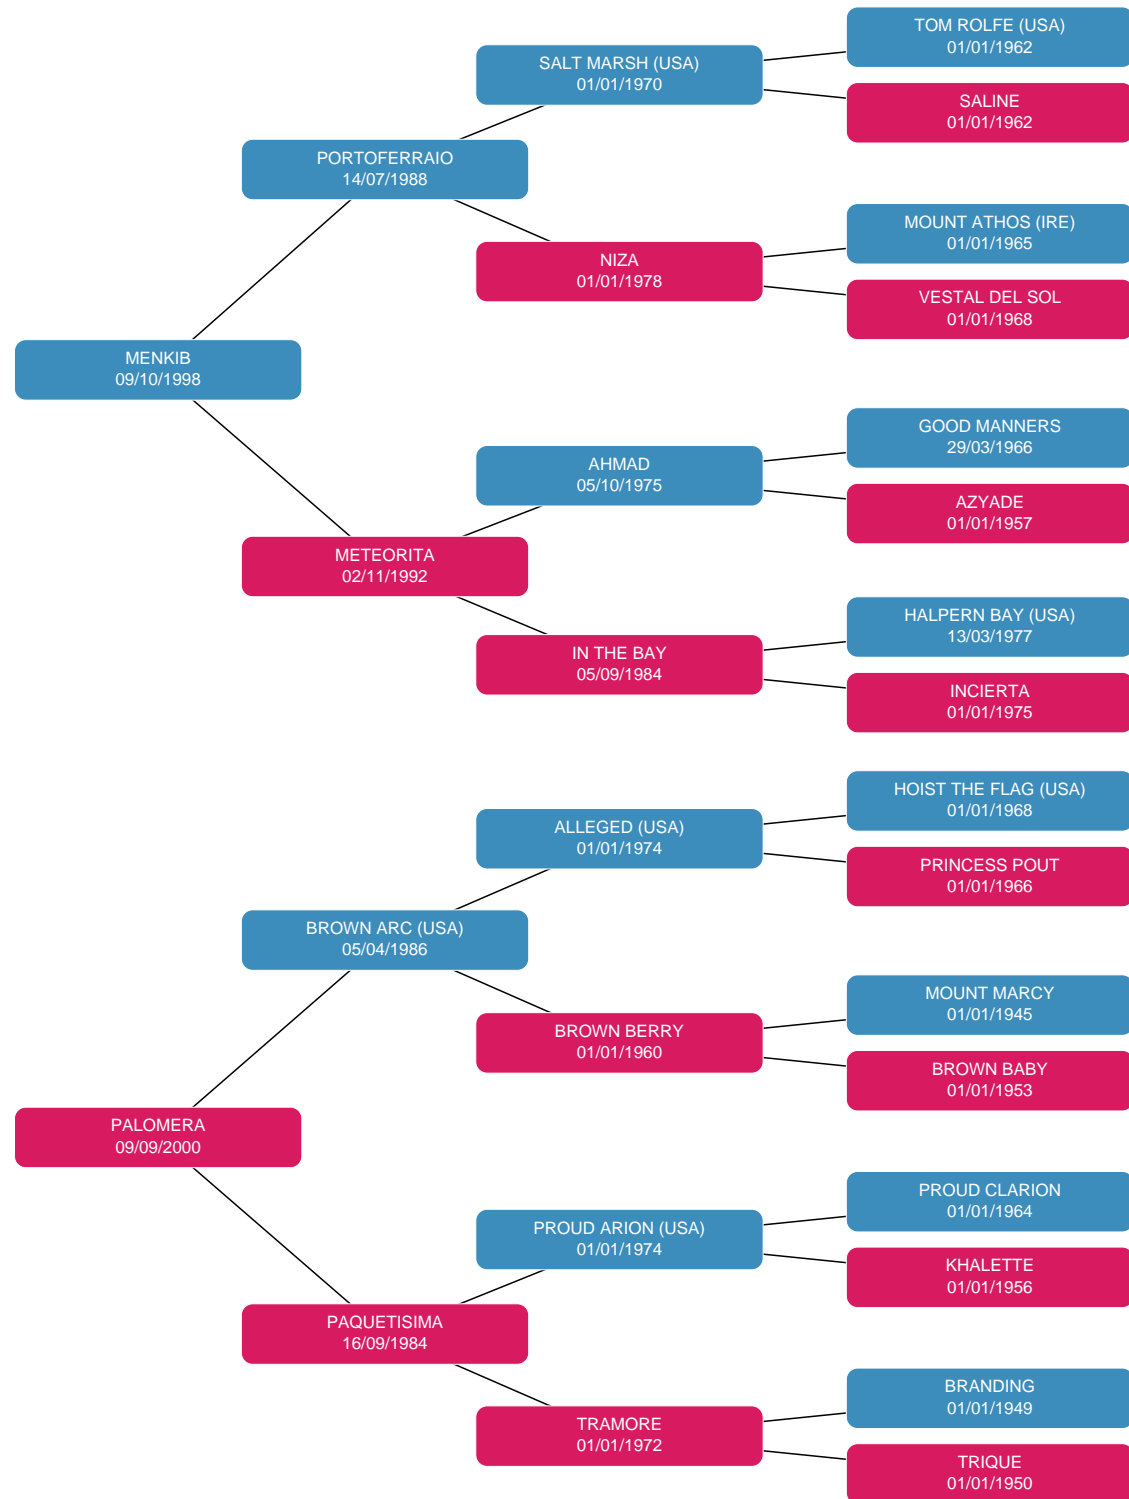 TOM ROLFE (USA)
01/01/1962
SALT MARSH (USA)
01/01/1970
SALINE
01/01/1962
PORTOFERRAIO
14/07/1988
MOUNT ATHOS (IRE)
01/01/1965
NIZA
01/01/1978
VESTAL DEL SOL
01/01/1968
MENKIB
09/10/1998
GOOD MANNERS
29/03/1966
AHMAD
05/10/1975
AZYADE
01/01/1957
METEORITA
02/11/1992
HALPERN BAY (USA)
13/03/1977
IN THE BAY
05/09/1984
INCIERTA
01/01/1975
HOIST THE FLAG (USA)
01/01/1968
ALLEGED (USA)
01/01/1974
PRINCESS POUT
01/01/1966
BROWN ARC (USA)
05/04/1986
MOUNT MARCY
01/01/1945
BROWN BERRY
01/01/1960
BROWN BABY
01/01/1953
PALOMERA
09/09/2000
PROUD CLARION
01/01/1964
PROUD ARION (USA)
01/01/1974
KHALETTE
01/01/1956
PAQUETISIMA
16/09/1984
BRANDING
01/01/1949
TRAMORE
01/01/1972
TRIQUE
01/01/1950